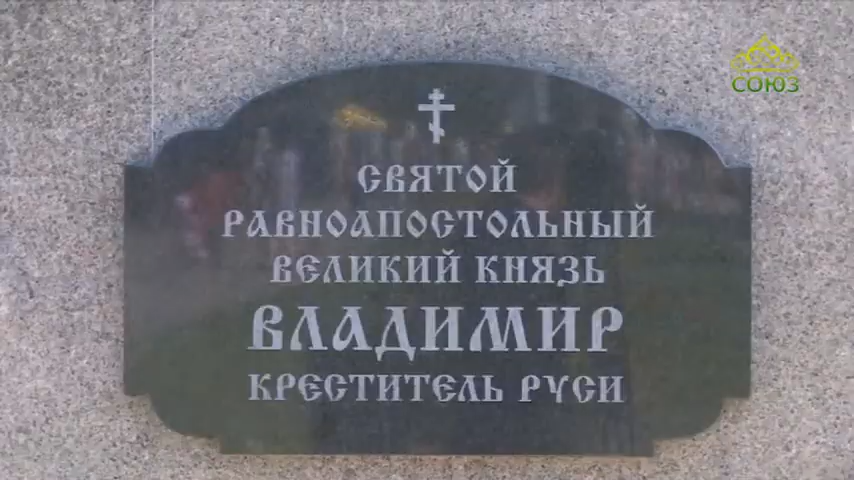 СОЮЗ
СВЯТОЙ
РАВНОАПОСТОЛЬНЫЙ
ВЕЛИКИЙ КНЯЗЬ
ВЛАДИМИР
КРЕСТИТЕЛЬ РУСИ